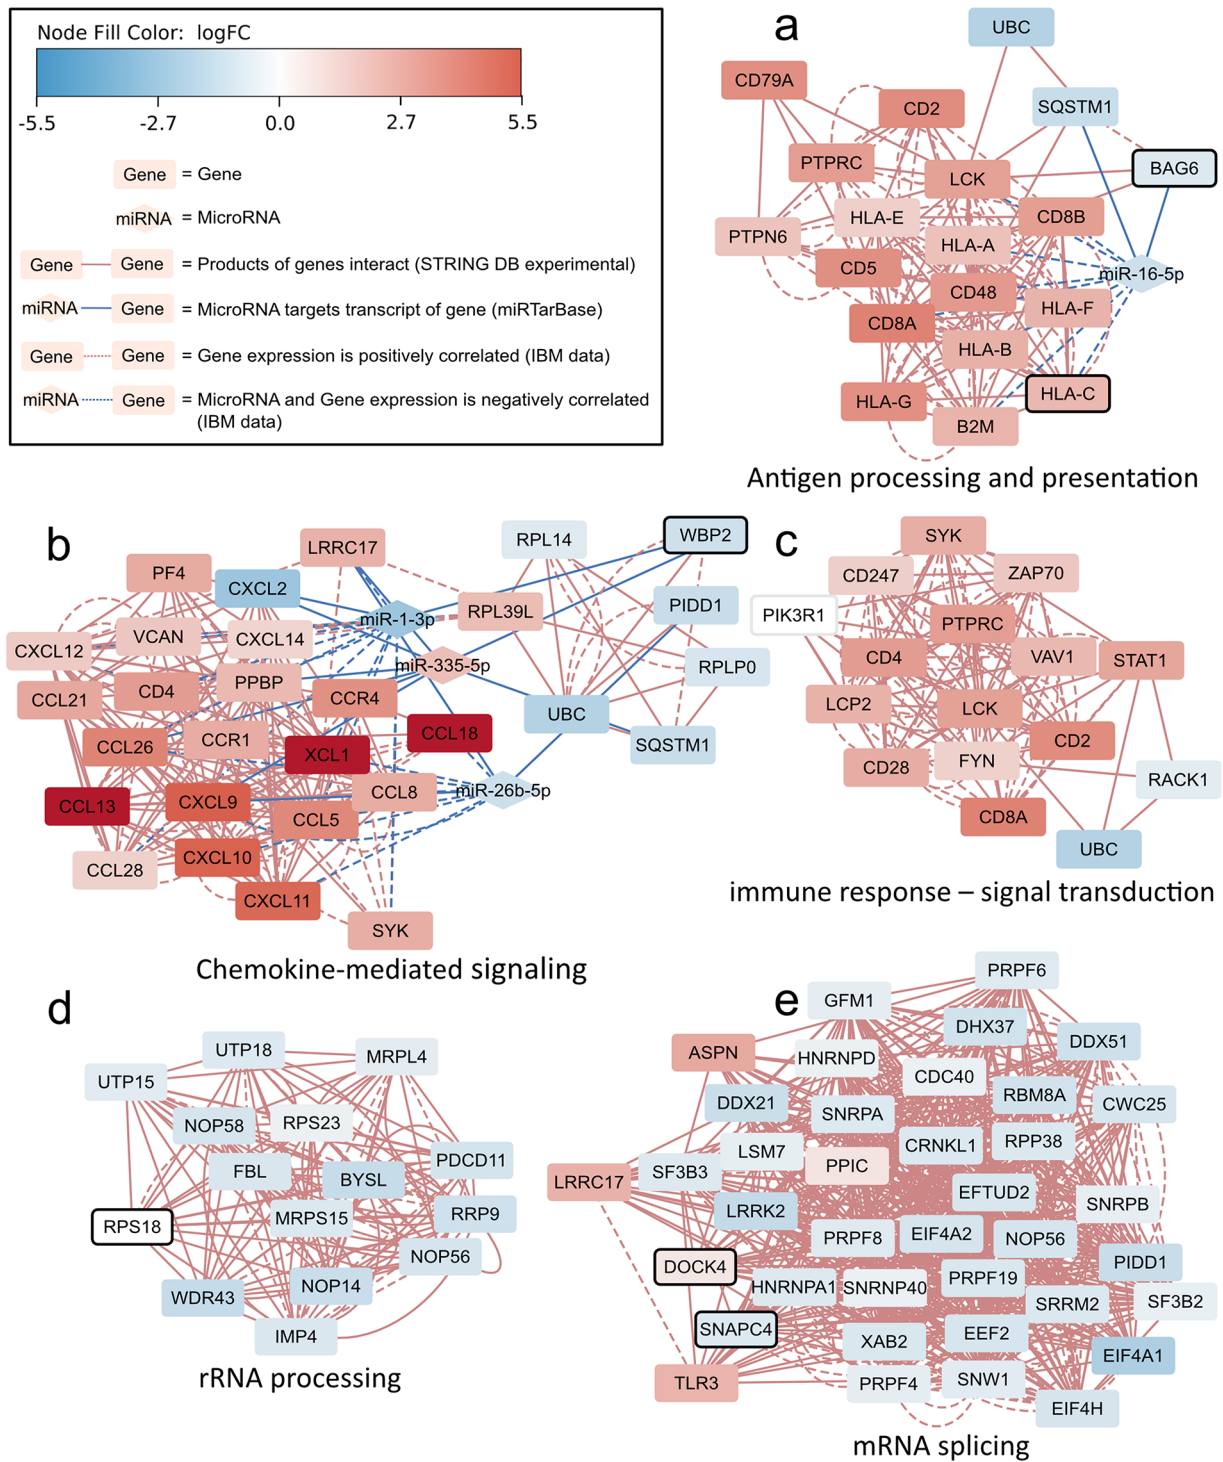 Node Fill Color: logFC
-5.5 -2.7 0.0 2.7 5.5
Gene = Gene
miRNA = MicroRNA
Gene Gene = Products of genes interact (STRING DB experimental)
miRNA Gene = MicroRNA targets transcript of gene (miRTarBase)
Gene Gene = Gene expression is positively correlated (IBM data)
miRNA Gene = MicroRNA and Gene expression is negatively correlated
(IBM data)
a
UBC
CD79A
CD2
SQSTM1
PTPRC
LCK
BAG6
HLA-E
CD8B
PTPN6
HLA-A
CD5
miR-16-5p
CD48
HLA-F
CD8A
HLA-B
HLA-G
HLA-C
B2M
Antigen processing and presentation
b
LRRC17
RPL14
WBP2
PF4
CXCL2
PIDD1
miR-1-3p
RPL39L
CXCL12
VCAN
CXCL14
miR-335-5p
RPLP0
CCL21
CD4
PPBP
CCR4
UBC
CCL26
CCR1
XCL1
CCL18
SQSTM1
CCL13
CXCL9
CCL8
miR-26b-5p
CCL5
CCL28
CXCL10
CXCL11
SYK
Chemokine-mediated signaling
c
SYK
CD247
ZAP70
PIK3R1
PTPRC
CD4
VAV1
STAT1
LCP2
LCK
CD2
CD28
FYN
RACK1
CD8A
UBC
immune response – signal transduction
d
UTP18
MRPL4
UTP15
NOP58
RPS23
FBL
BYSL
PDCD11
RPS18
MRPS15
RRP9
NOP56
WDR43
NOP14
IMP4
rRNA processing
e
PRPF6
GFM1
DHX37
DDX51
ASPN
HNRNPD
CDC40
DDX21
SNRPA
RBM8A
CWC25
LSM7
CRNKL1
RPP38
LRRC17
SF3B3
PPIC
EFTUD2
SNRPB
LRRK2
PRPF8
EIF4A2
NOP56
DOCK4
PIDD1
HNRNPA1
SNRNP40
PRPF19
SRRM2
SF3B2
SNAPC4
XAB2
EEF2
EIF4A1
TLR3
PRPF4
SNW1
EIF4H
mRNA splicing